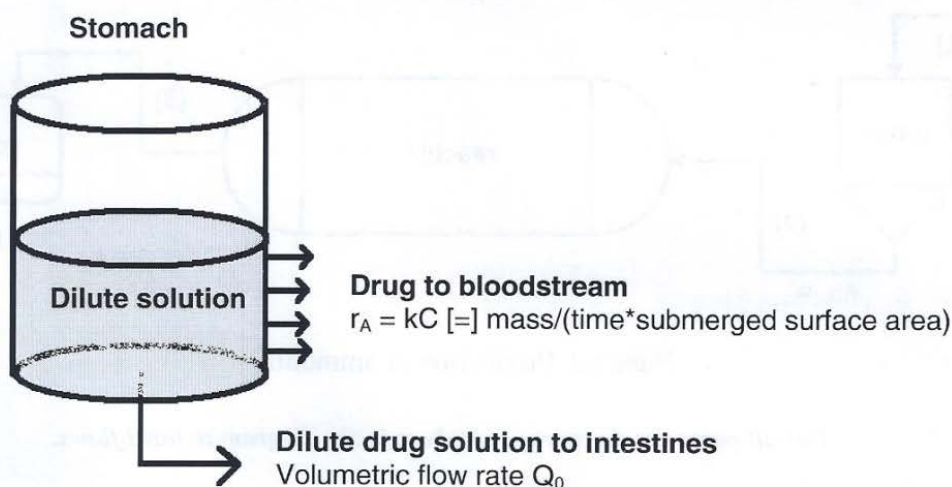 Stomach
Dilute solution
Drug to bloodstream
r_A = kC [=] mass/(time*submerged surface area)
Dilute drug solution to intestines
Volumetric flow rate Q₀